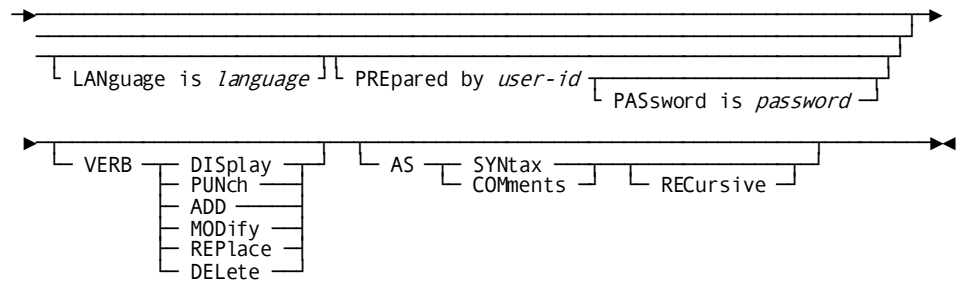 LANguage is language PREpared by user-id
PASsword is password
VERB DISplay AS SYNtax
PUNch COMments RECursive
ADD
MODify
REPlace
DELete